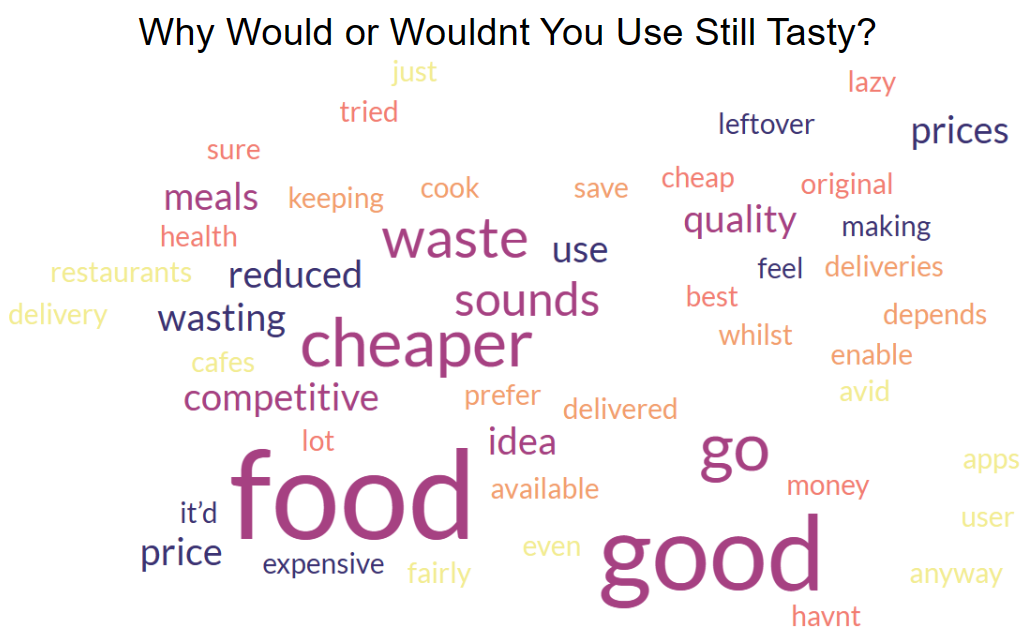 Why Would or Wouldnt You Use Still Tasty?
just
lazy
tried
leftover
prices
sure
cheap
original
meals
keeping
cook
save
quality
making
health
waste
use
restaurants
reduced
feel
deliveries
sounds
best
delivery
wasting
depends
cheaper
whilst
enable
cafes
competitive
prefer
delivered
avid
lot
idea
go
apps
food
available
money
it’d
user
price
expensive
even
good
fairly
anyway
havnt